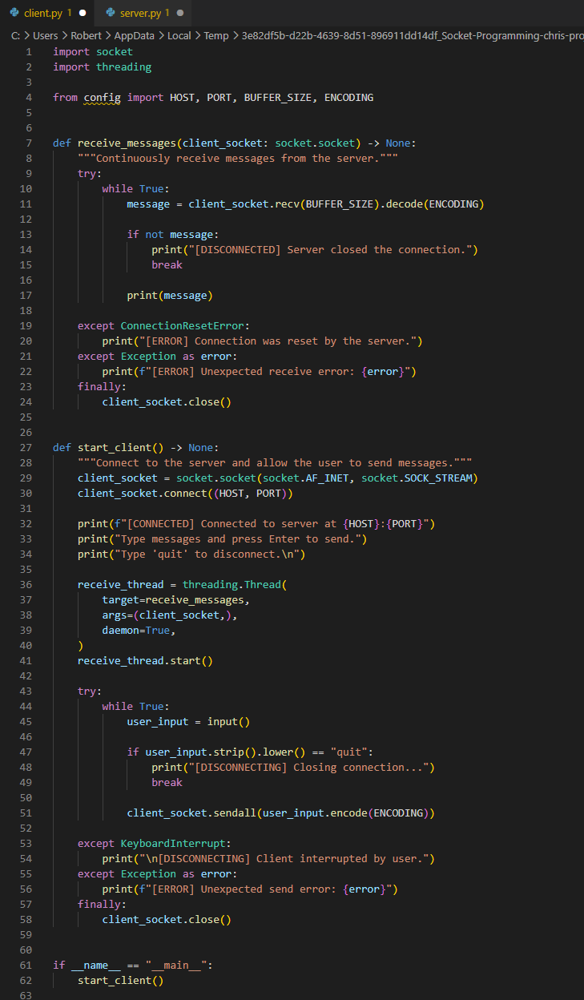 client.py 1
server.py 1
C: > Users > Robert > AppData > Local > Temp > 3e82df5b-d22b-4639-8d51-896911dd14df_Socket-Programming-chris-pro
1 import socket
2 import threading
3
4 from config import HOST, PORT, BUFFER_SIZE, ENCODING
5
6
7 def receive_messages(client_socket: socket.socket) -> None:
8     """Continuously receive messages from the server."""
9     try:
10         while True:
11             message = client_socket.recv(BUFFER_SIZE).decode(ENCODING)
12
13             if not message:
14                 print("[DISCONNECTED] Server closed the connection.")
15                 break
16
17             print(message)
18
19     except ConnectionResetError:
20         print("[ERROR] Connection was reset by the server.")
21     except Exception as error:
22         print(f"[ERROR] Unexpected receive error: {error}")
23     finally:
24         client_socket.close()
25
26
27 def start_client() -> None:
28     """Connect to the server and allow the user to send messages."""
29     client_socket = socket.socket(socket.AF_INET, socket.SOCK_STREAM)
30     client_socket.connect((HOST, PORT))
31
32     print(f"[CONNECTED] Connected to server at {HOST}:{PORT}")
33     print("Type messages and press Enter to send.")
34     print("Type 'quit' to disconnect.\n")
35
36     receive_thread = threading.Thread(
37         target=receive_messages,
38         args=(client_socket,),
39         daemon=True,
40     )
41     receive_thread.start()
42
43     try:
44         while True:
45             user_input = input()
46
47             if user_input.strip().lower() == "quit":
48                 print("[DISCONNECTING] Closing connection...")
49                 break
50
51             client_socket.sendall(user_input.encode(ENCODING))
52
53     except KeyboardInterrupt:
54         print("\n[DISCONNECTING] Client interrupted by user.")
55     except Exception as error:
56         print(f"[ERROR] Unexpected send error: {error}")
57     finally:
58         client_socket.close()
59
60
61 if __name__ == "__main__":
62     start_client()
63